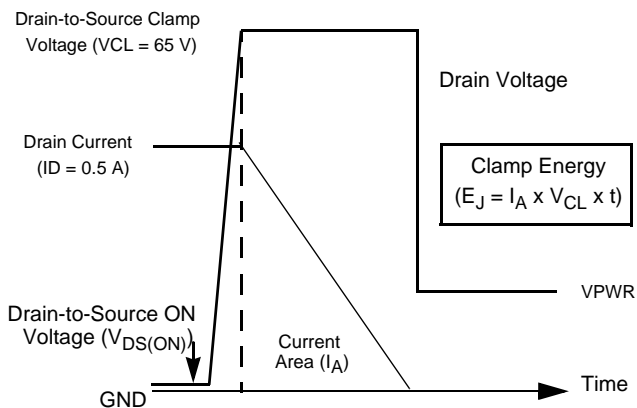 Drain-to-Source Clamp
Voltage (VCL = 65 V)
Drain Voltage
Drain Current
(ID = 0.5 A)
Clamp Energy
(EJ = IA x VCL x t)
VPWR
Drain-to-Source ON
Voltage (VDS(ON))
Current
Area (IA)
GND
Time